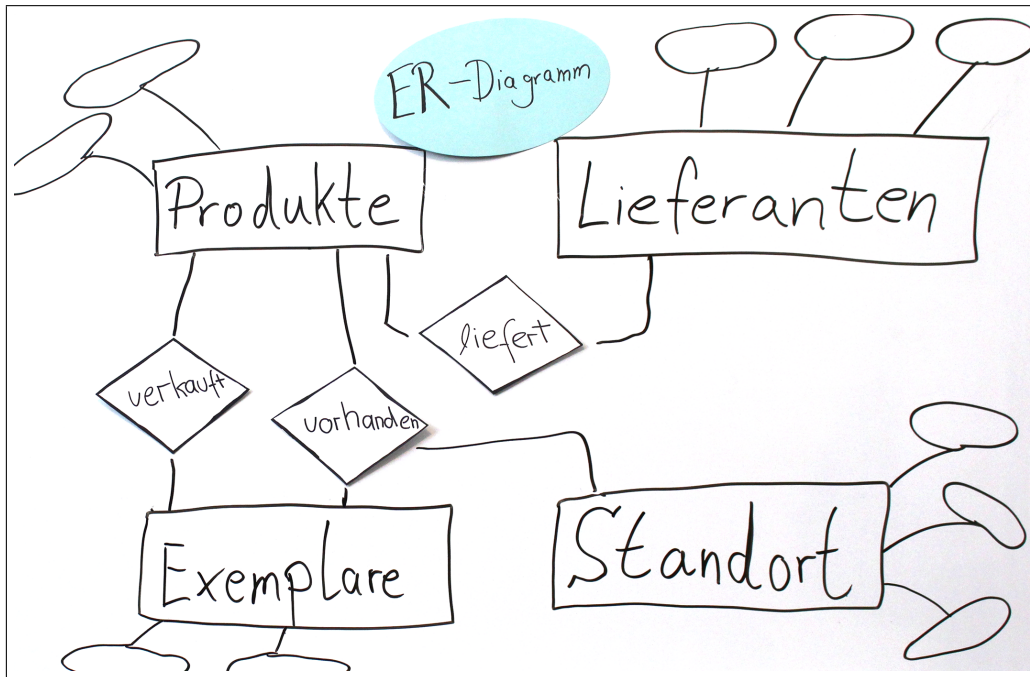 ER-Diagramm
Produkte
Lieferanten
liefert
verkauft
vorhanden
Exemplare
Standort